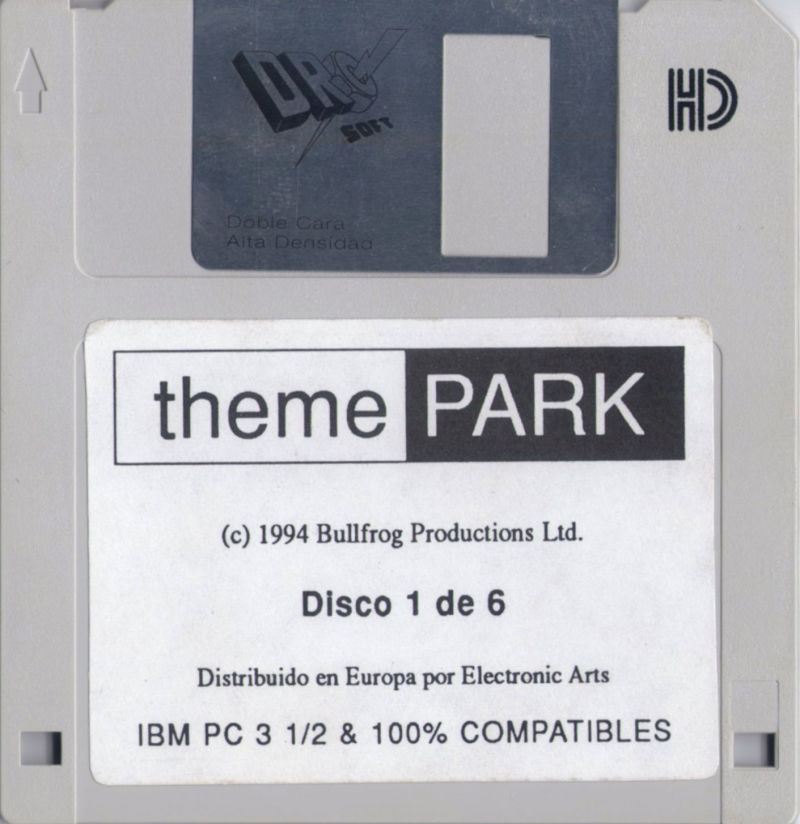 DRO SOFT
HD
Doble Cara
Alta Densidad
theme PARK
(c) 1994 Bullfrog Productions Ltd.
Disco 1 de 6
Distribuido en Europa por Electronic Arts
IBM PC 3 1/2 & 100% COMPATIBLES